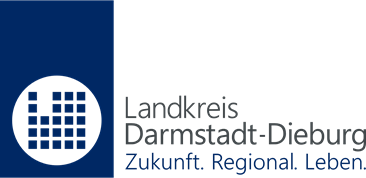 Landkreis
Darmstadt-Dieburg
Zukunft. Regional. Leben.